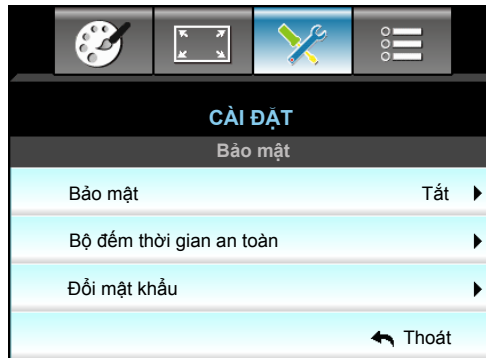 CÀI ĐẶT
Bảo mật
Bảo mật Tắt
Bộ đếm thời gian an toàn
Đổi mật khẩu
Thoát